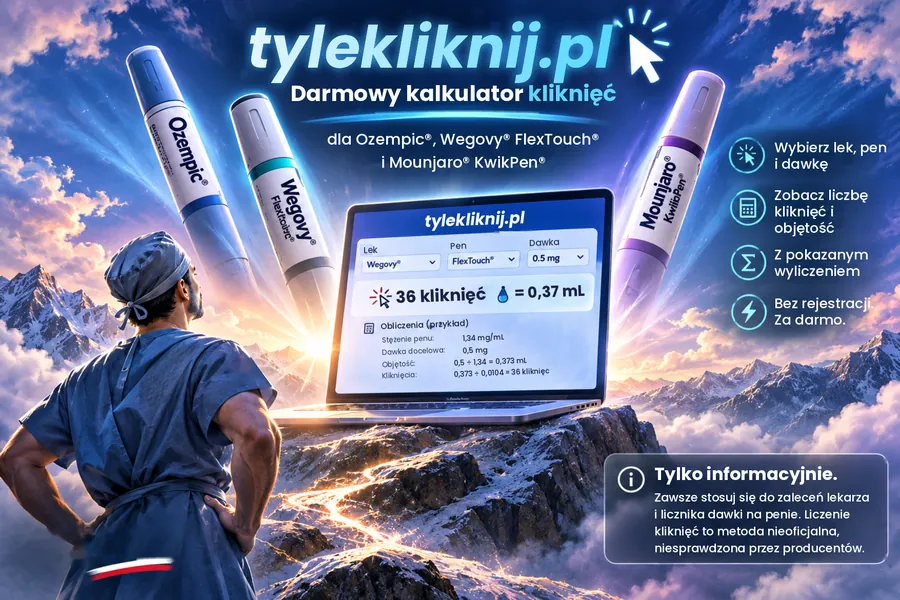 tylekliknij.pl
Darmowy kalkulator kliknięć
dla Ozempic®, Wegovy® FlexTouch®
i Mounjaro® KwikPen®
Ozempic®
Wegovy®
Mounjaro®
KwikPen®
Wybierz lek, pen
i dawkę
Zobacz liczbę
kliknięć i
objętość
Z pokazanym
wyliczeniem
Bez rejestracji.
Za darmo.
tylekliknij.pl
Lek Pen Dawka
Wegovy® FlexTouch® 0.5 mg
36 kliknięć = 0,37 mL
Obliczenia (przykład)
Stężenie penu: 1,34 mg/mL
Dawka docelowa: 0,5 mg
Objętość: 0,5 ÷ 1,34 = 0,373 mL
Kliknięcia: 0,373 ÷ 0,0104 = 36 kliknięć
Tylko informacyjnie.
Zawsze stosuj się do zaleceń lekarza
i licznika dawki na penie. Liczenie
kliknięć to metoda nieoficjalna,
niesprawdzona przez producentów.